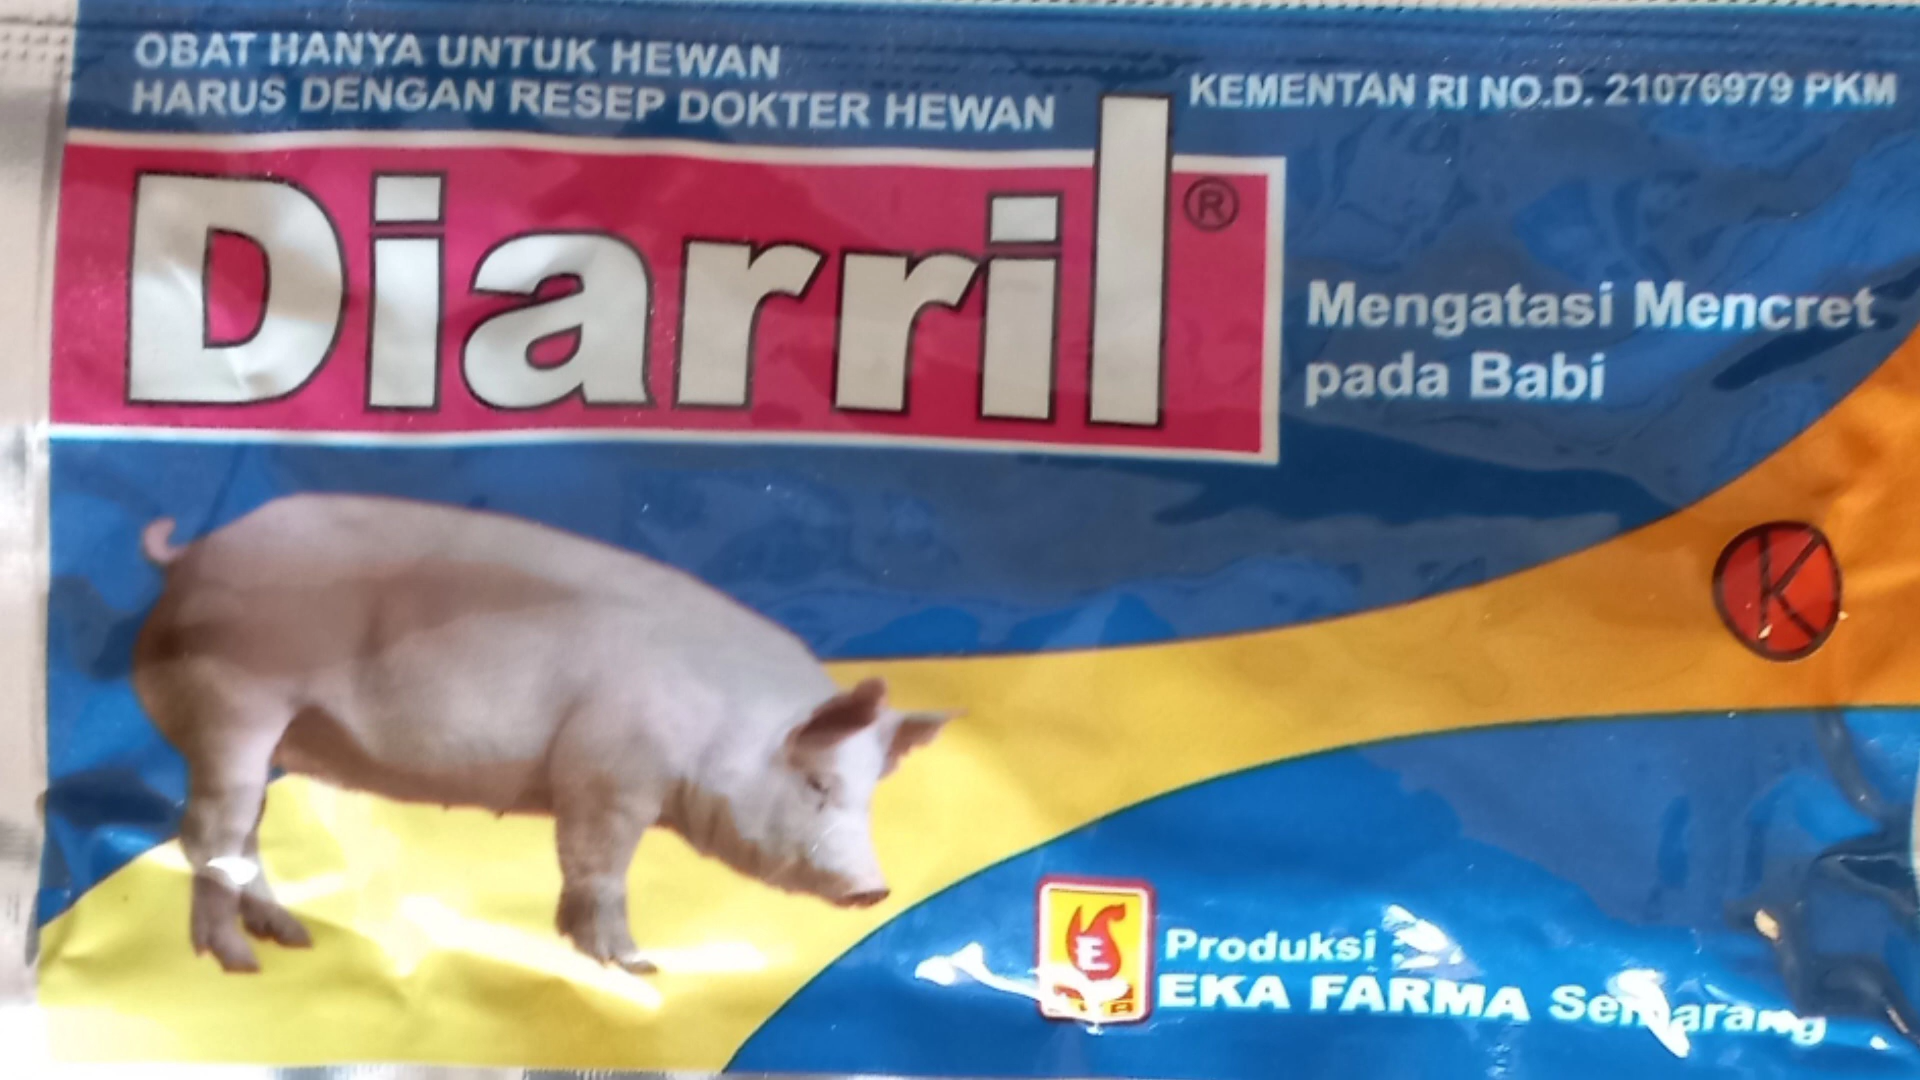 OBAT HANYA UNTUK HEWAN
HARUS DENGAN RESEP DOKTER HEWAN
KEMENTAN RI NO.D. 21076979 PKM
Diarril®
Mengatasi Mencret
pada Babi
K
E
Produksi :
EKA FARMA Semarang